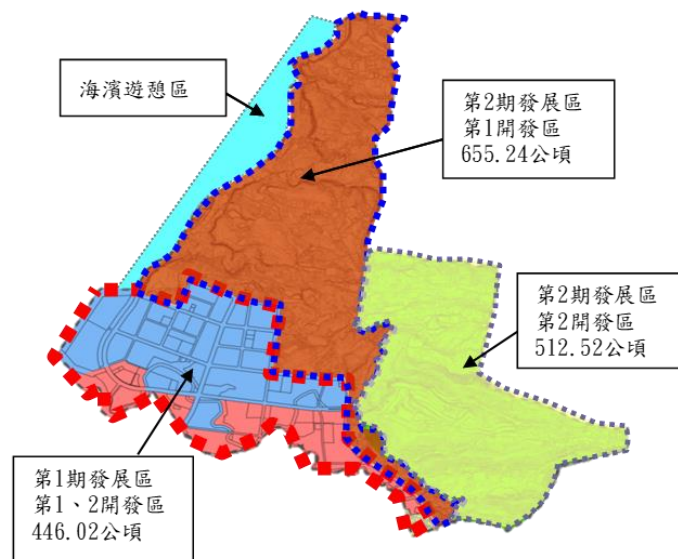 海濱遊憩區
第2期發展區
第1開發區
655.24公頃
第2期發展區
第2開發區
512.52公頃
第1期發展區
第1、2開發區
446.02公頃